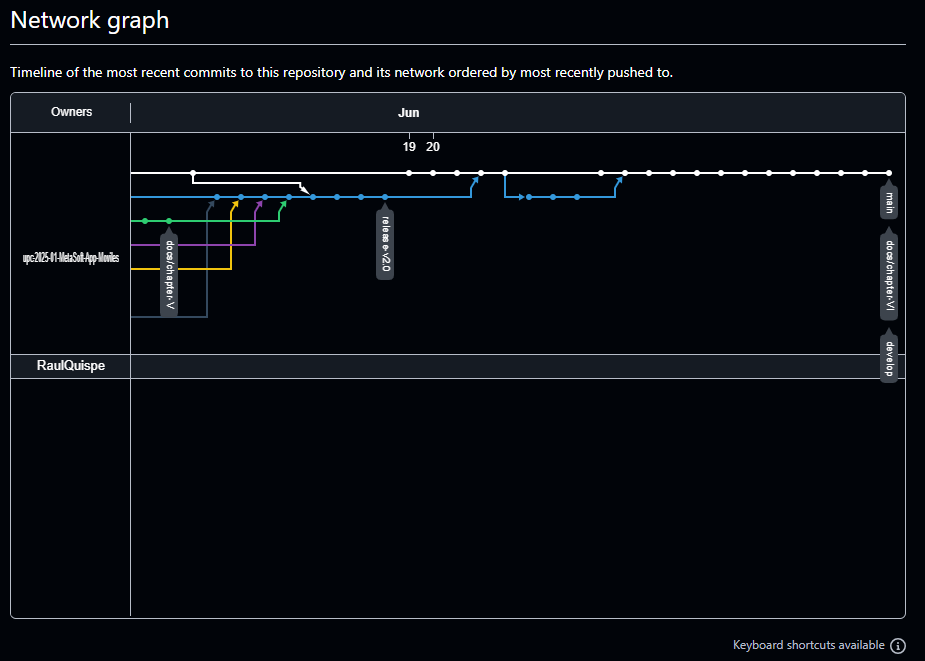 Network graph
Timeline of the most recent commits to this repository and its network ordered by most recently pushed to.
Owners
Jun
19 20
main
release-v2.0
docs/chapter-V
docs/chapter-VI
upc-2025-01-MetaSoft-App-Moviles
develop
RaulQuispe
Keyboard shortcuts available